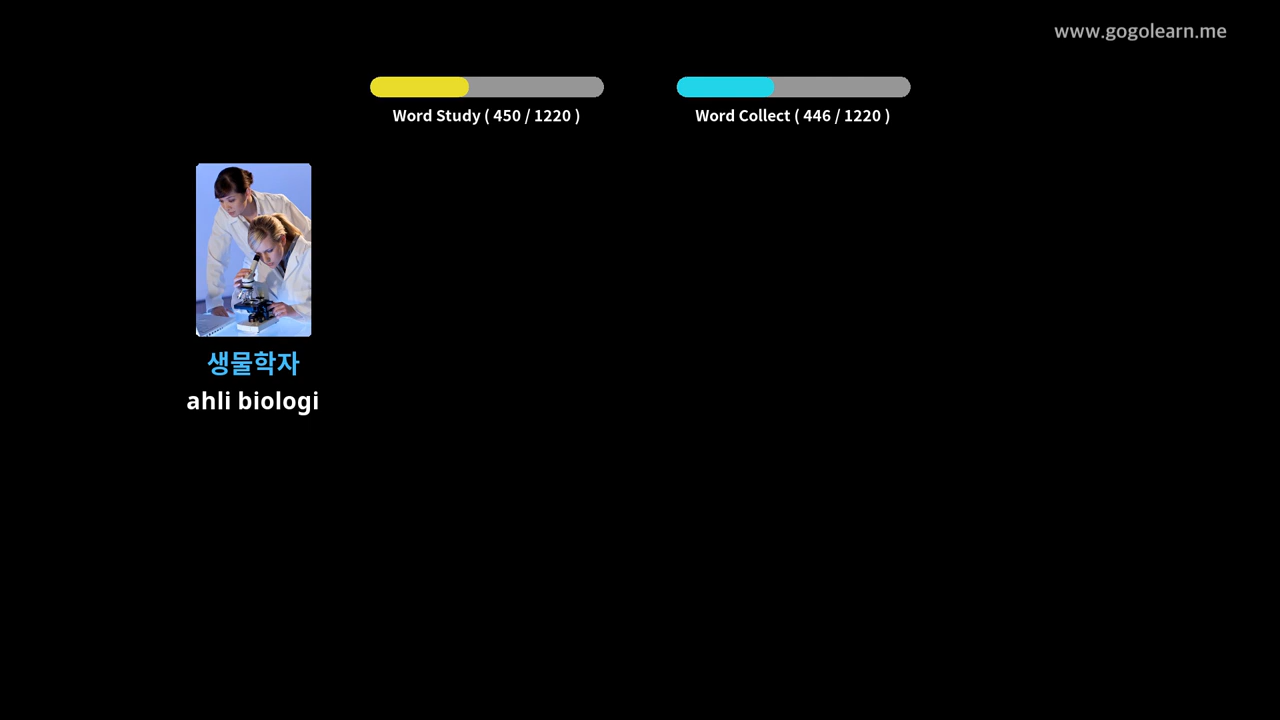 www.gogolearn.me
Word Study ( 450 / 1220 )
Word Collect ( 446 / 1220 )
생물학자
ahli biologi